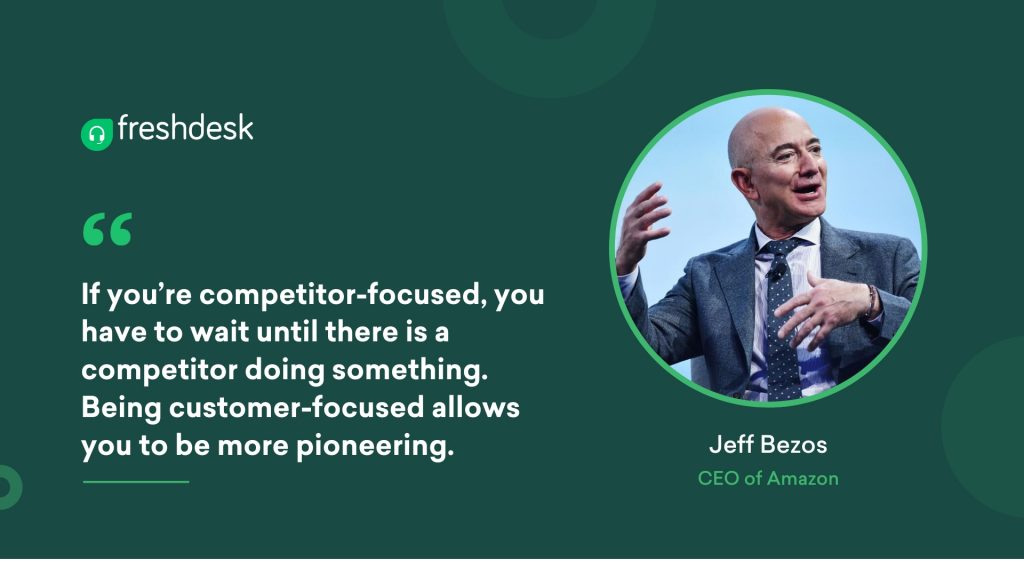 freshdesk
“
If you’re competitor-focused, you
have to wait until there is a
competitor doing something.
Being customer-focused allows
you to be more pioneering.
Jeff Bezos
CEO of Amazon